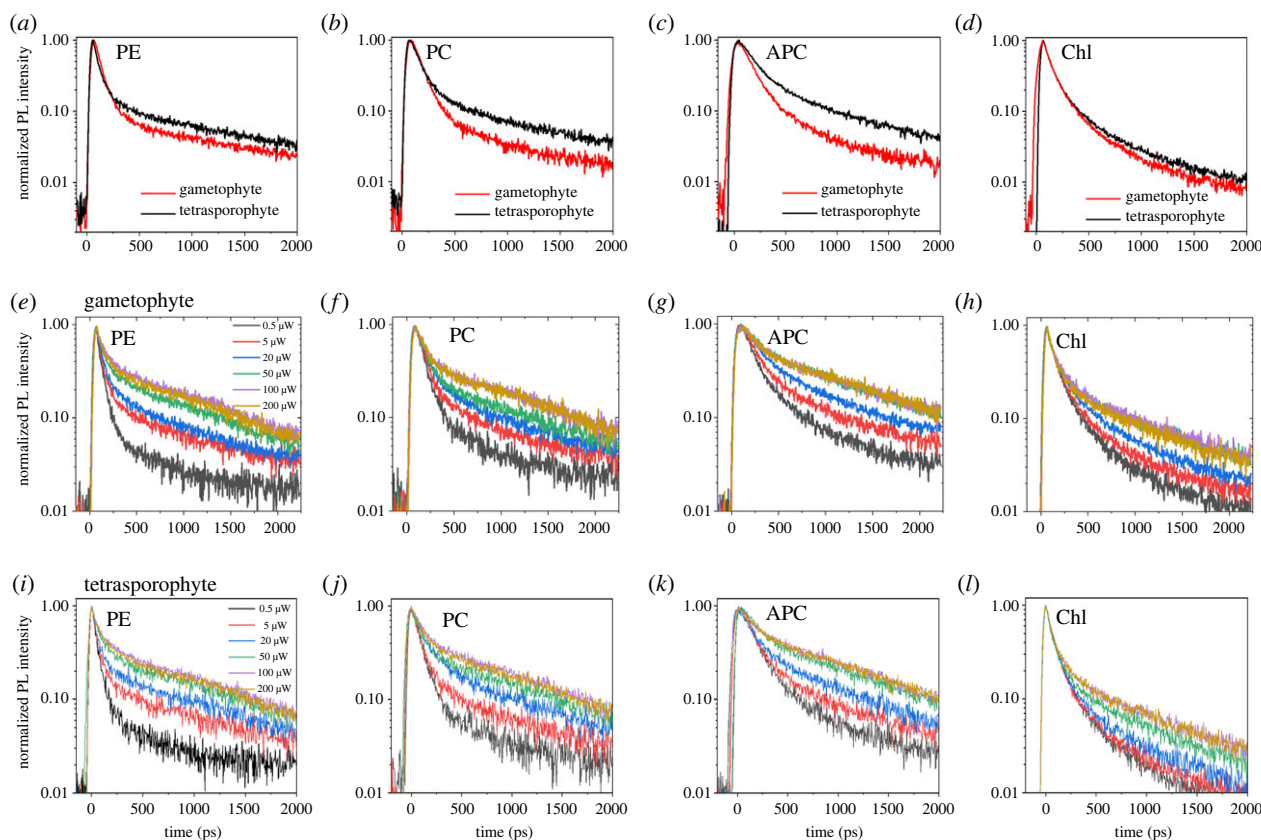 (a) (b) (c) (d)
normalized PL intensity
1.00 1.00 1.00 1.00
PE PC APC Chl
0.10 0.10 0.10 0.10
0.01 0.01 0.01 0.01
gametophyte gametophyte gametophyte gametophyte
tetrasporophyte tetrasporophyte tetrasporophyte tetrasporophyte
0 500 1000 1500 2000 0 500 1000 1500 2000 0 500 1000 1500 2000 0 500 1000 1500 2000
(e) gametophyte (f) (g) (h)
normalized PL intensity
1.00 1.00 1.00 1.00
PE PC APC Chl
0.5 µW
5 µW
20 µW
50 µW
100 µW
200 µW
0.10 0.10 0.10 0.10
0.01 0.01 0.01 0.01
0 500 1000 1500 2000 0 500 1000 1500 2000 0 500 1000 1500 2000 0 500 1000 1500 2000
(i) tetrasporophyte (j) (k) (l)
normalized PL intensity
1.00 1.00 1.00 1.00
PE PC APC Chl
0.5 µW
5 µW
20 µW
50 µW
100 µW
200 µW
0.10 0.10 0.10 0.10
0.01 0.01 0.01 0.01
0 500 1000 1500 2000 0 500 1000 1500 2000 0 500 1000 1500 2000 0 500 1000 1500 2000
time (ps) time (ps) time (ps) time (ps)